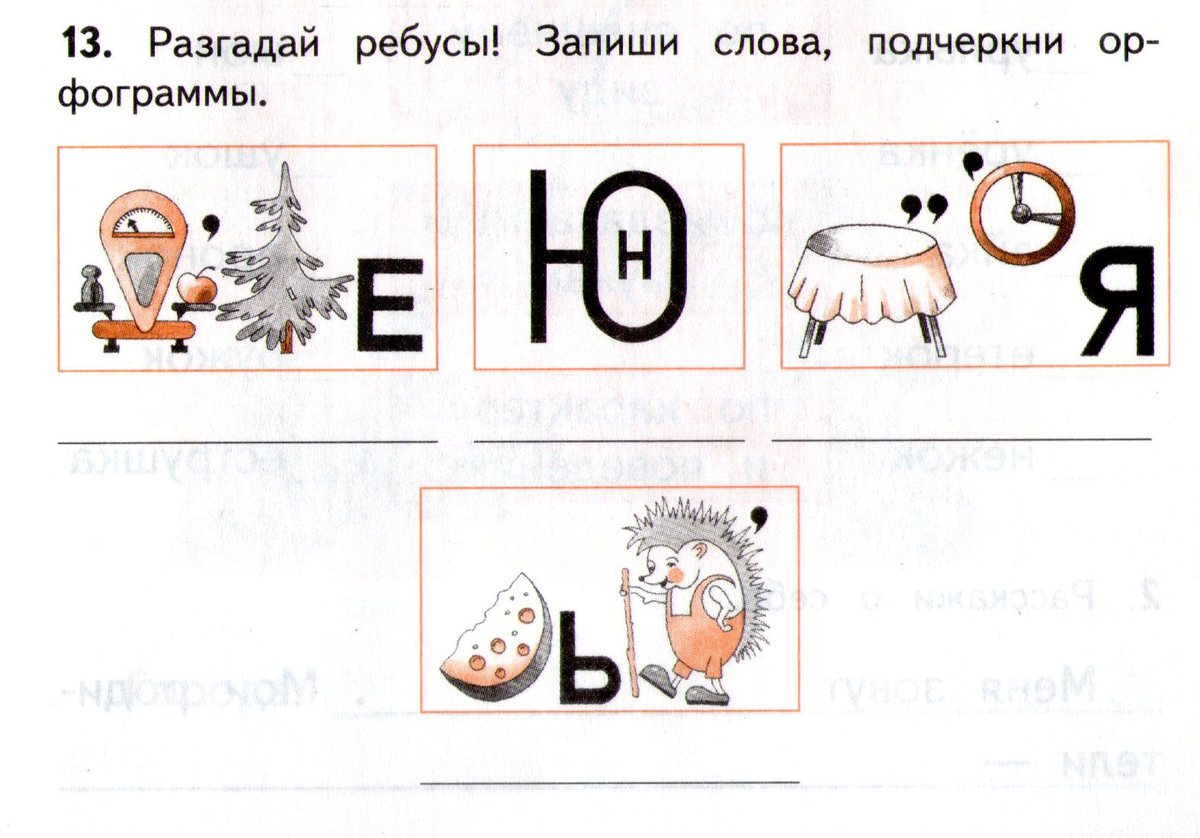 13. Разгадай ребусы! Запиши слова, подчеркни ор-
фограммы.
’ Е
Ю н
’’ ’ Я
Ь ’